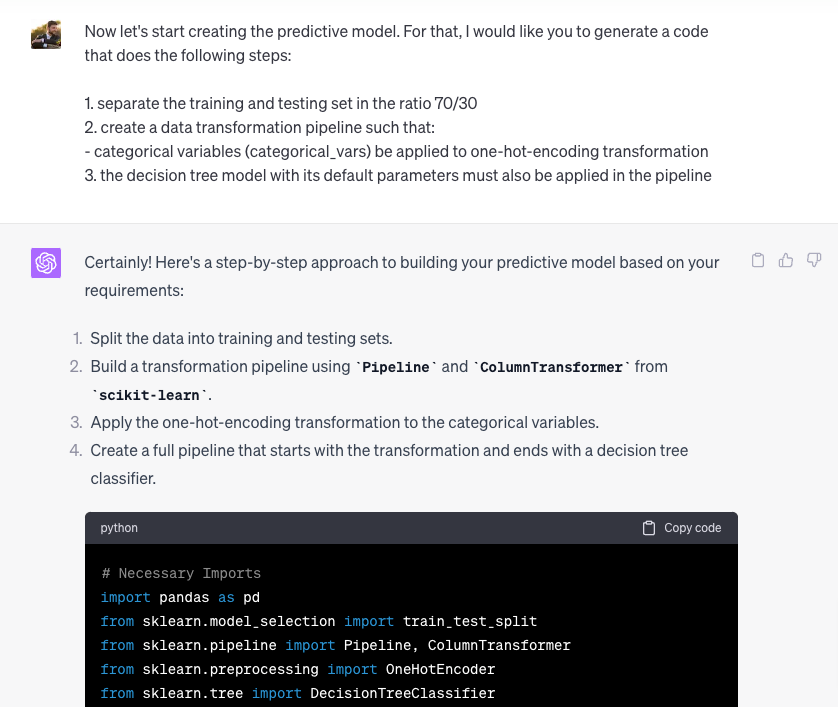 Now let's start creating the predictive model. For that, I would like you to generate a code
that does the following steps:
1. separate the training and testing set in the ratio 70/30
2. create a data transformation pipeline such that:
- categorical variables (categorical_vars) be applied to one-hot-encoding transformation
3. the decision tree model with its default parameters must also be applied in the pipeline
Certainly! Here's a step-by-step approach to building your predictive model based on your
requirements:
1. Split the data into training and testing sets.
2. Build a transformation pipeline using `Pipeline` and `ColumnTransformer` from
`scikit-learn`.
3. Apply the one-hot-encoding transformation to the categorical variables.
4. Create a full pipeline that starts with the transformation and ends with a decision tree
classifier.
python Copy code
# Necessary Imports
import pandas as pd
from sklearn.model_selection import train_test_split
from sklearn.pipeline import Pipeline, ColumnTransformer
from sklearn.preprocessing import OneHotEncoder
from sklearn.tree import DecisionTreeClassifier